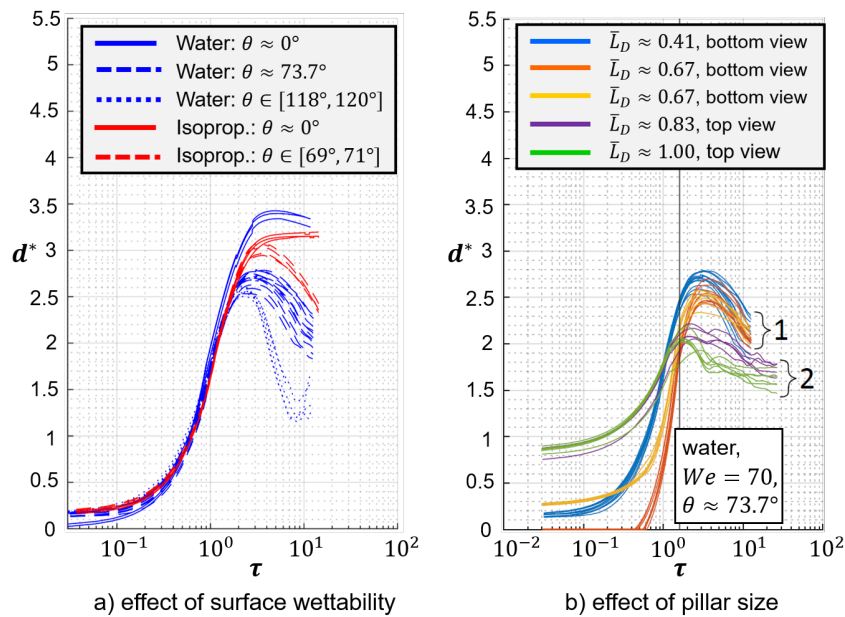 5.5
5
4.5
4
3.5
3
2.5
2
1.5
1
0.5
0
d*
Water: θ ≈ 0°
Water: θ ≈ 73.7°
Water: θ ∈ [118°, 120°]
Isoprop.: θ ≈ 0°
Isoprop.: θ ∈ [69°, 71°]
10⁻¹ 10⁰ 10¹ 10²
τ
a) effect of surface wettability
5.5
5
4.5
4
3.5
3
2.5
2
1.5
1
0.5
0
d*
L̄_D ≈ 0.41, bottom view
L̄_D ≈ 0.67, bottom view
L̄_D ≈ 0.67, bottom view
L̄_D ≈ 0.83, top view
L̄_D ≈ 1.00, top view
1
2
water,
We = 70,
θ ≈ 73.7°
10⁻² 10⁻¹ 10⁰ 10¹ 10²
τ
b) effect of pillar size